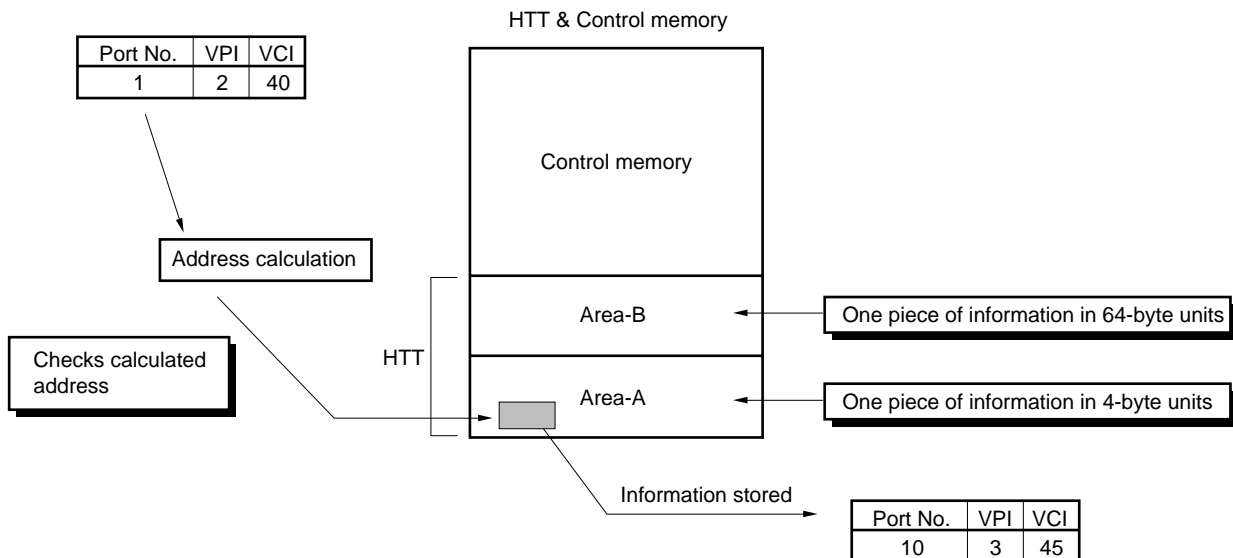 HTT & Control memory
Port No. VPI VCI
1 2 40
Control memory
Address calculation
Area-B
One piece of information in 64-byte units
Checks calculated
address
HTT
Area-A
One piece of information in 4-byte units
Information stored
Port No. VPI VCI
10 3 45